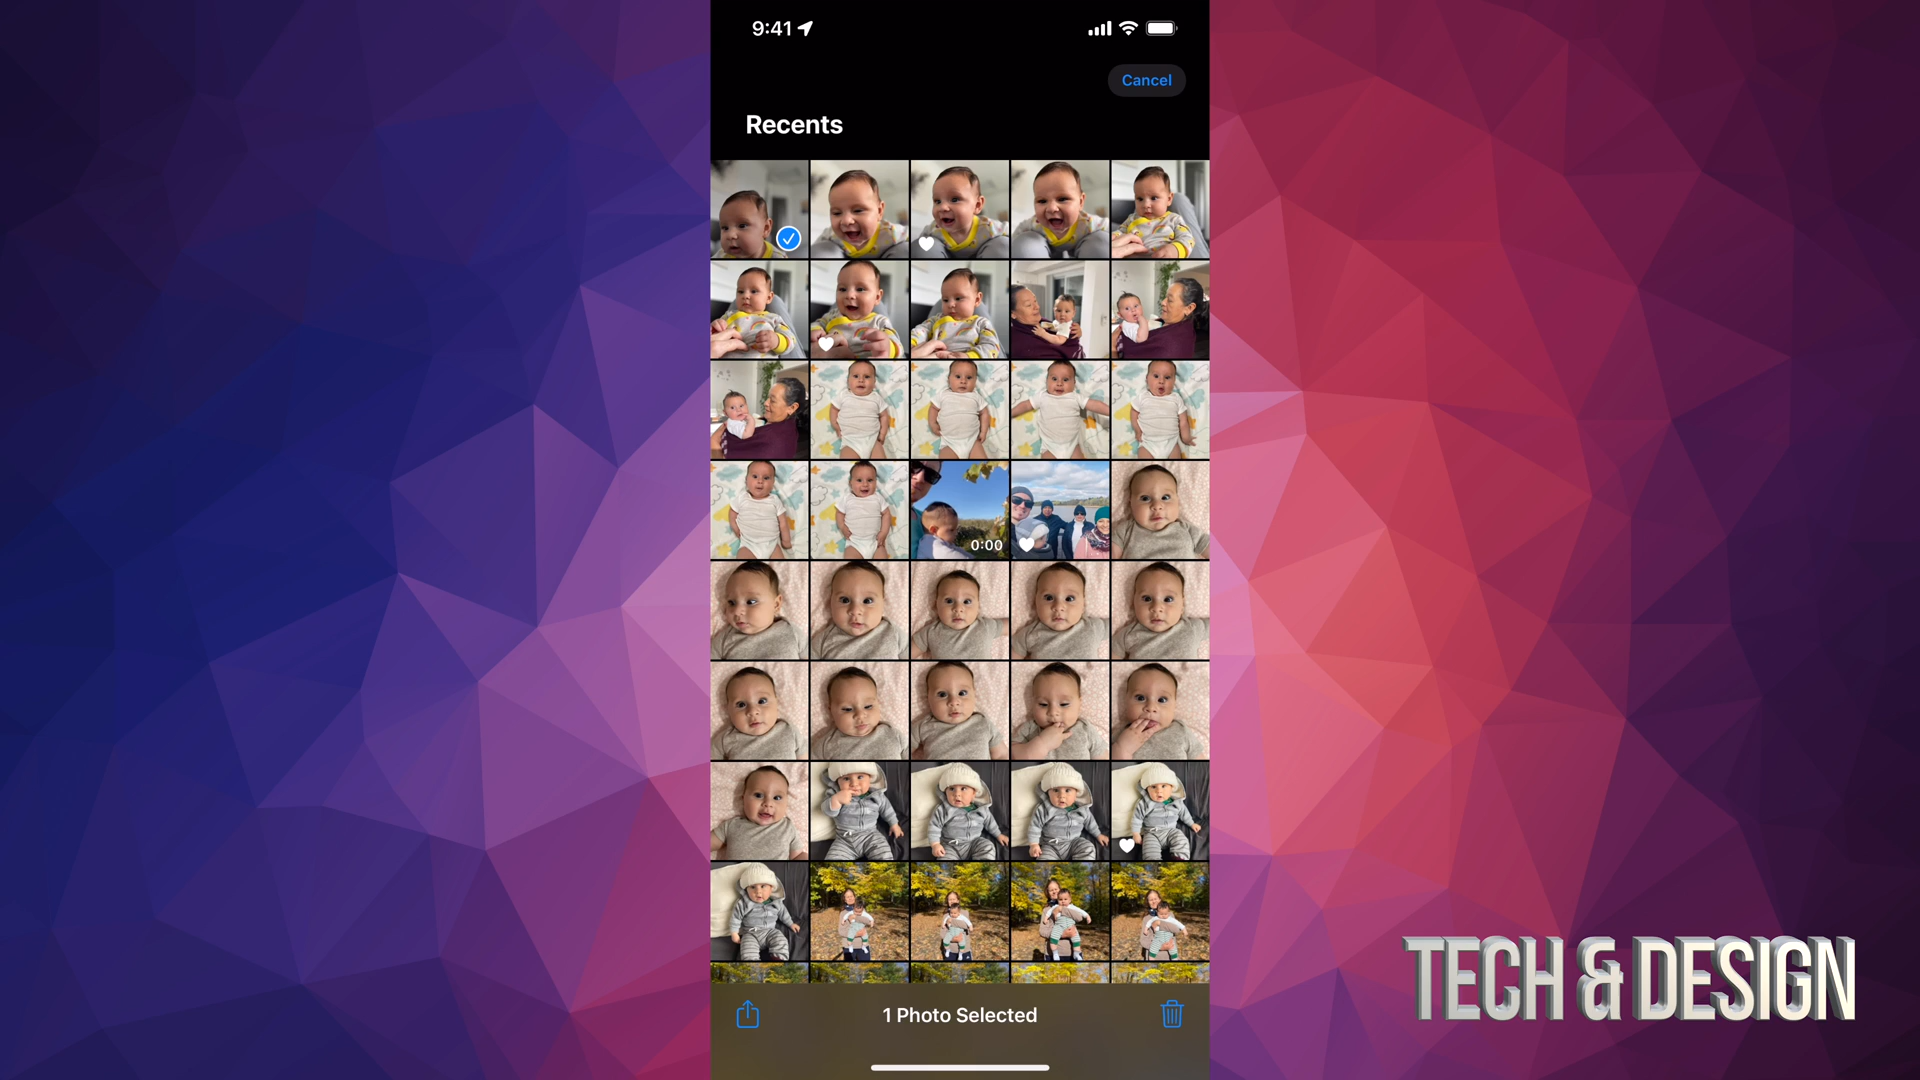 9:41
Cancel
Recents
0:00
1 Photo Selected
TECH & DESIGN